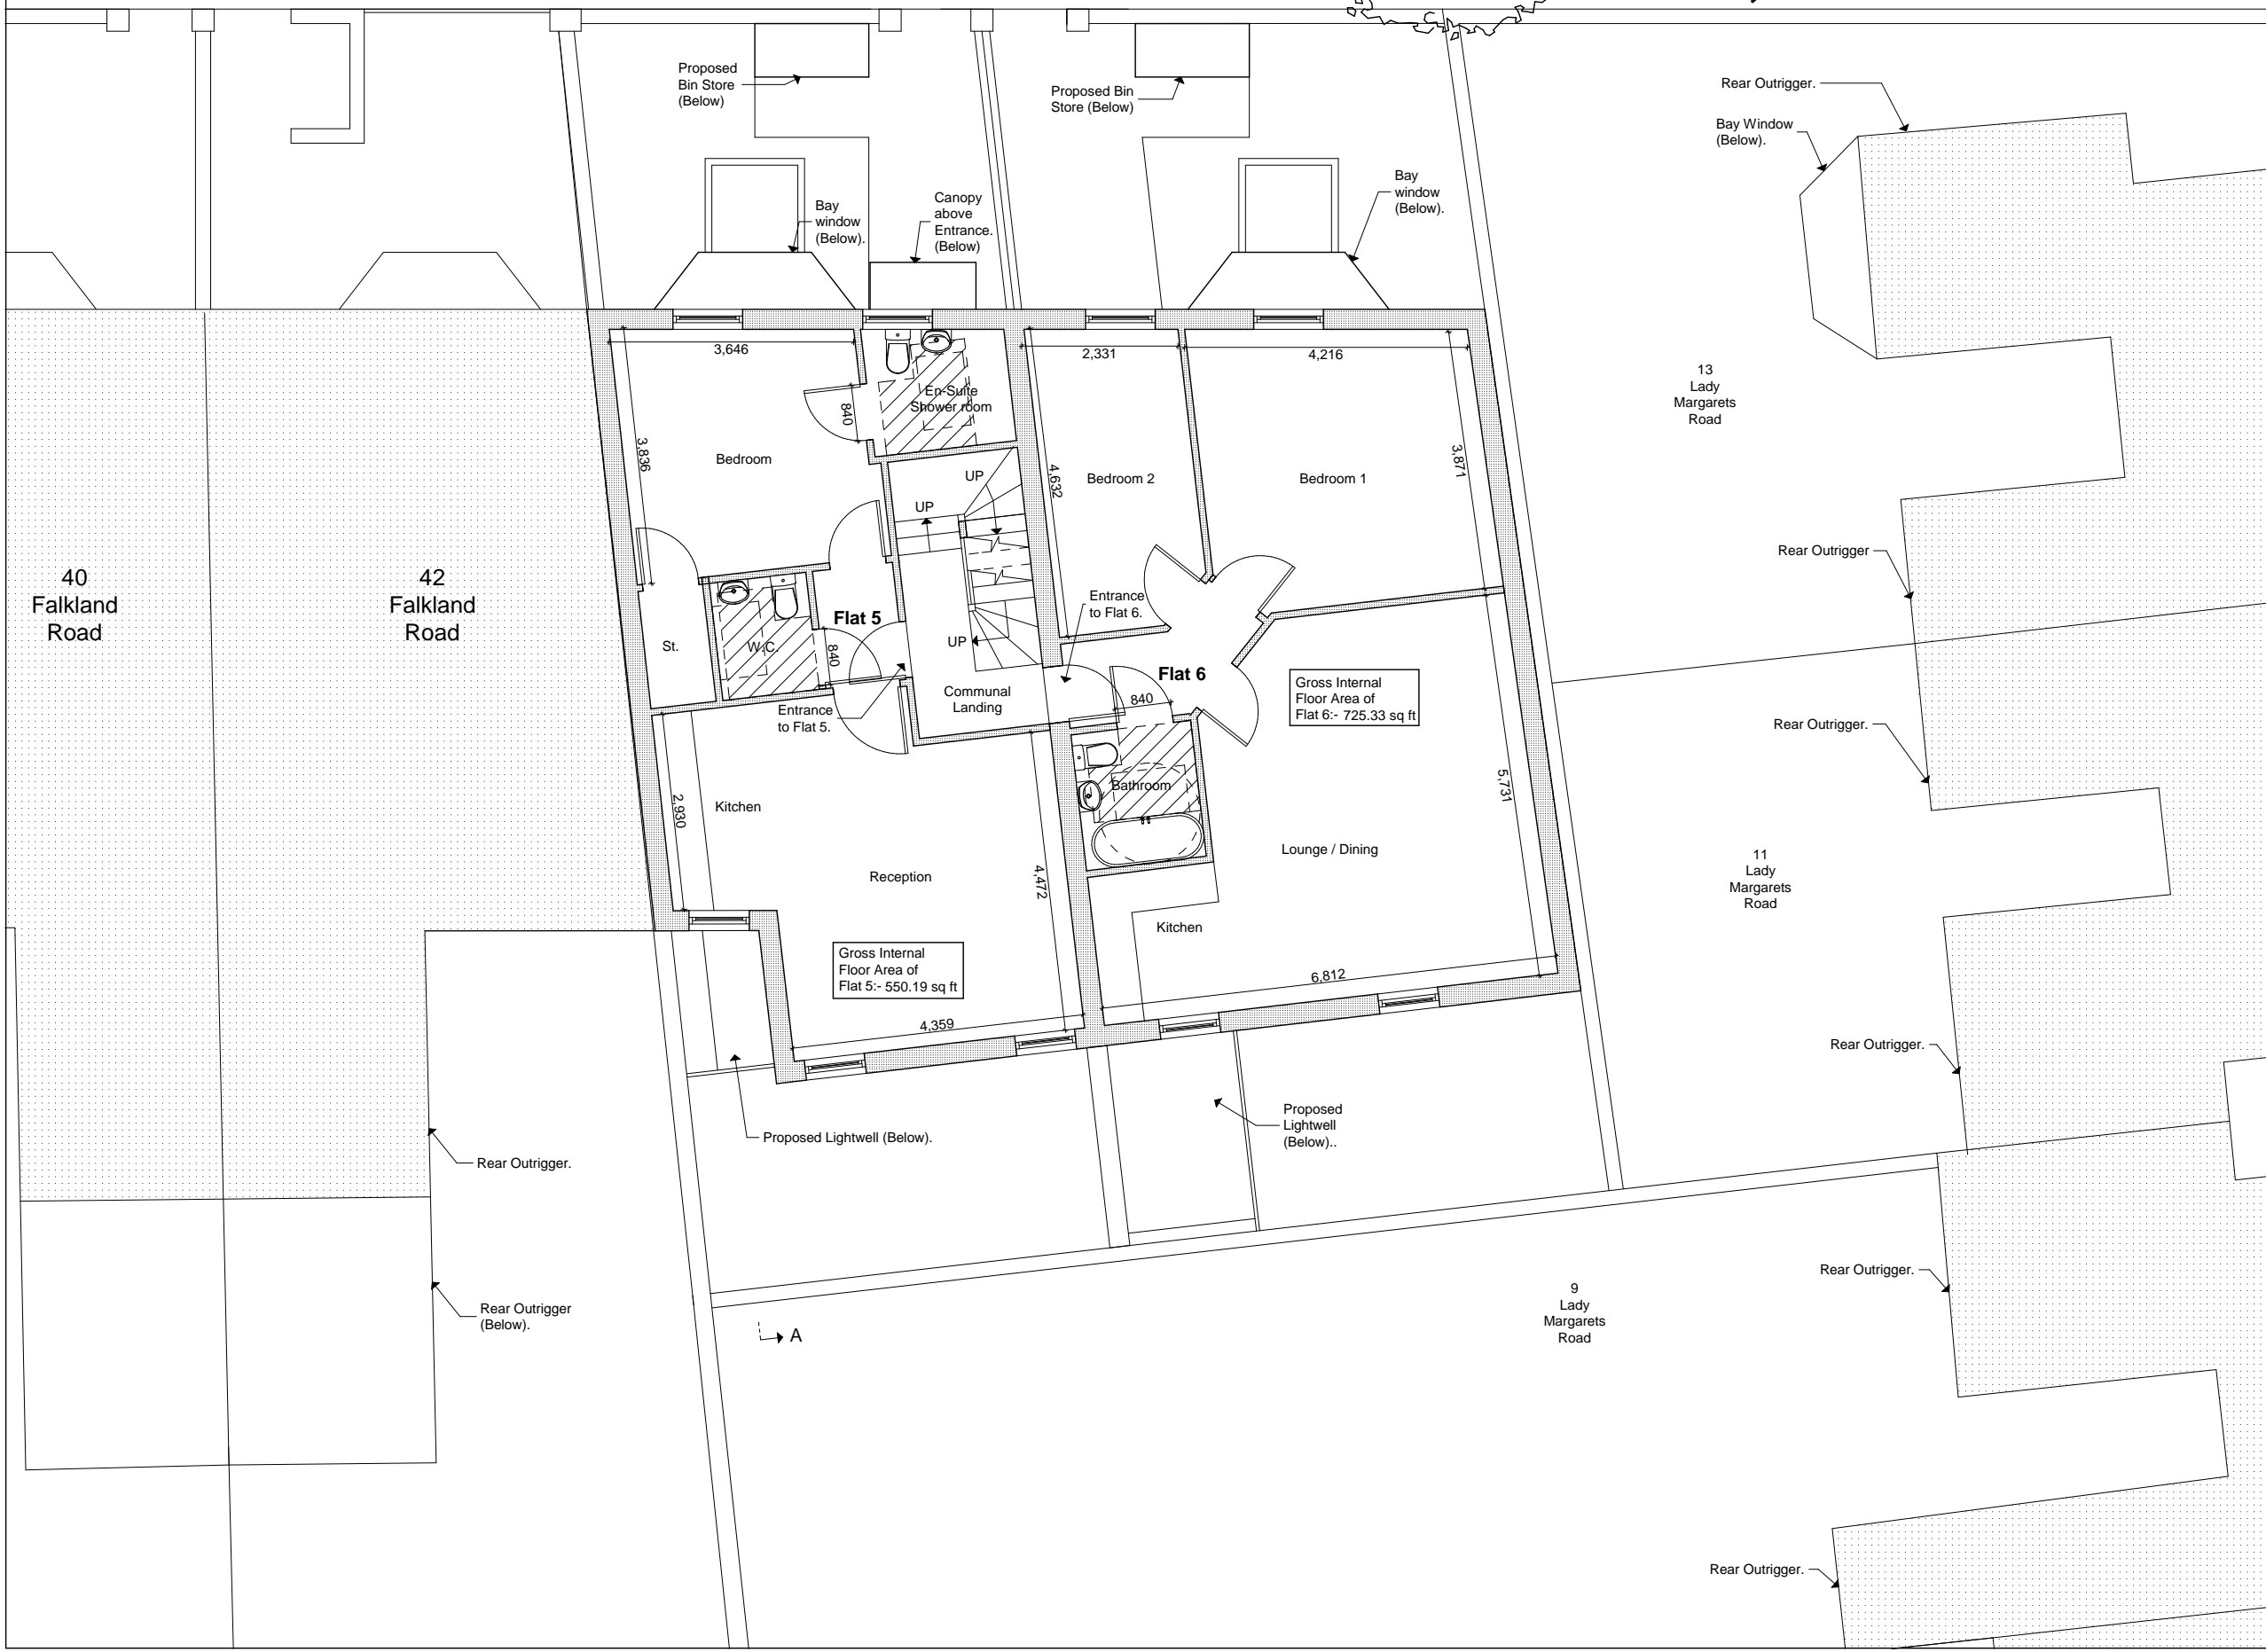 Proposed
Bin Store
(Below)
Proposed Bin
Store (Below)
Rear Outrigger.
Bay Window
(Below).
Bay
window
(Below).
Canopy
above
Entrance.
(Below)
Bay
window
(Below).
3,646
2,331
4,216
13
Lady
Margarets
Road
En-Suite
Shower room
840
3,836
Bedroom
UP
UP
4,632
Bedroom 2
Bedroom 1
3,871
Rear Outrigger
40
Falkland
Road
42
Falkland
Road
Entrance
to Flat 6.
Flat 5
St.
W.C.
840
UP
Flat 6
Communal
Landing
840
Gross Internal
Floor Area of
Flat 6:- 725.33 sq ft
Entrance
to Flat 5.
Rear Outrigger.
2,930
Kitchen
Bathroom
5,731
Reception
4,472
Lounge / Dining
11
Lady
Margarets
Road
Kitchen
Gross Internal
Floor Area of
Flat 5:- 550.19 sq ft
6,812
4,359
Rear Outrigger.
Proposed Lightwell (Below).
Proposed
Lightwell
(Below)..
Rear Outrigger.
Rear Outrigger
(Below).
A
9
Lady
Margarets
Road
Rear Outrigger.
Rear Outrigger.